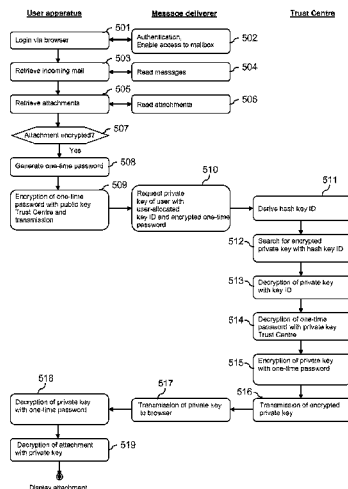 User apparatus
Message deliverer
Trust Centre
501
Login via browser
Authentication,
Enable access to mailbox
502
503
Retrieve incoming mail
Read messages
504
505
Retrieve attachments
Read attachments
506
Attachment encrypted?
507
Yes
508
Generate one-time password
509
Encryption of one-time
password with public key
Trust Centre and
transmission
510
Request private
key of user with
user-allocated
key ID and encrypted one-time
password
511
Derive hash key ID
512
Search for encrypted
private key with hash key ID
513
Decryption of private key
with key ID
514
Decryption of one-time
password with private key
Trust Centre
515
Encryption of private key
with one-time password
516
Transmission of encrypted
private key
517
Transmission of private key
to browser
518
Decryption of private key
with one-time password
519
Decryption of attachment
with private key
Display attachment